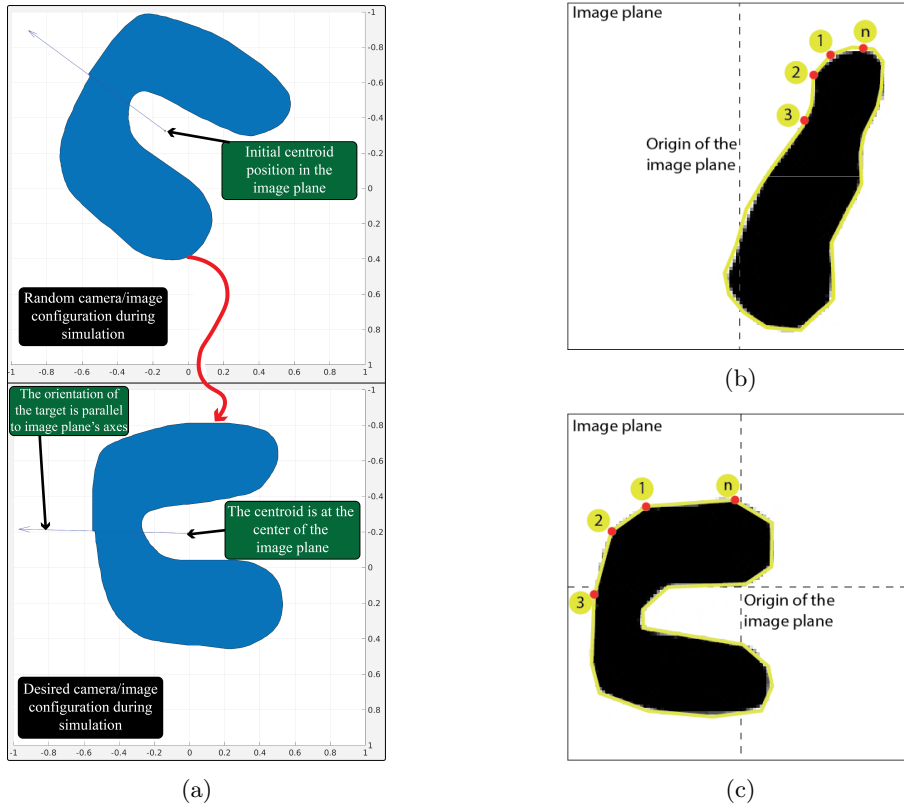 -1
-0.8
-0.6
-0.4
-0.2
0
0.2
0.4
0.6
0.8
1
Initial centroid
position in the
image plane
Random camera/image
configuration during
simulation
-1 -0.8 -0.6 -0.4 -0.2 0 0.2 0.4 0.6 0.8 1
-1
-0.8
-0.6
-0.4
-0.2
0
0.2
0.4
0.6
0.8
1
The orientation of
the target is parallel
to image plane's axes
The centroid is at the
center of the
image plane
Desired camera/image
configuration during
simulation
-1 -0.8 -0.6 -0.4 -0.2 0 0.2 0.4 0.6 0.8 1
(a)
Image plane
1
n
2
3
Origin of the
image plane
(b)
Image plane
1
n
2
3
Origin of the
image plane
(c)